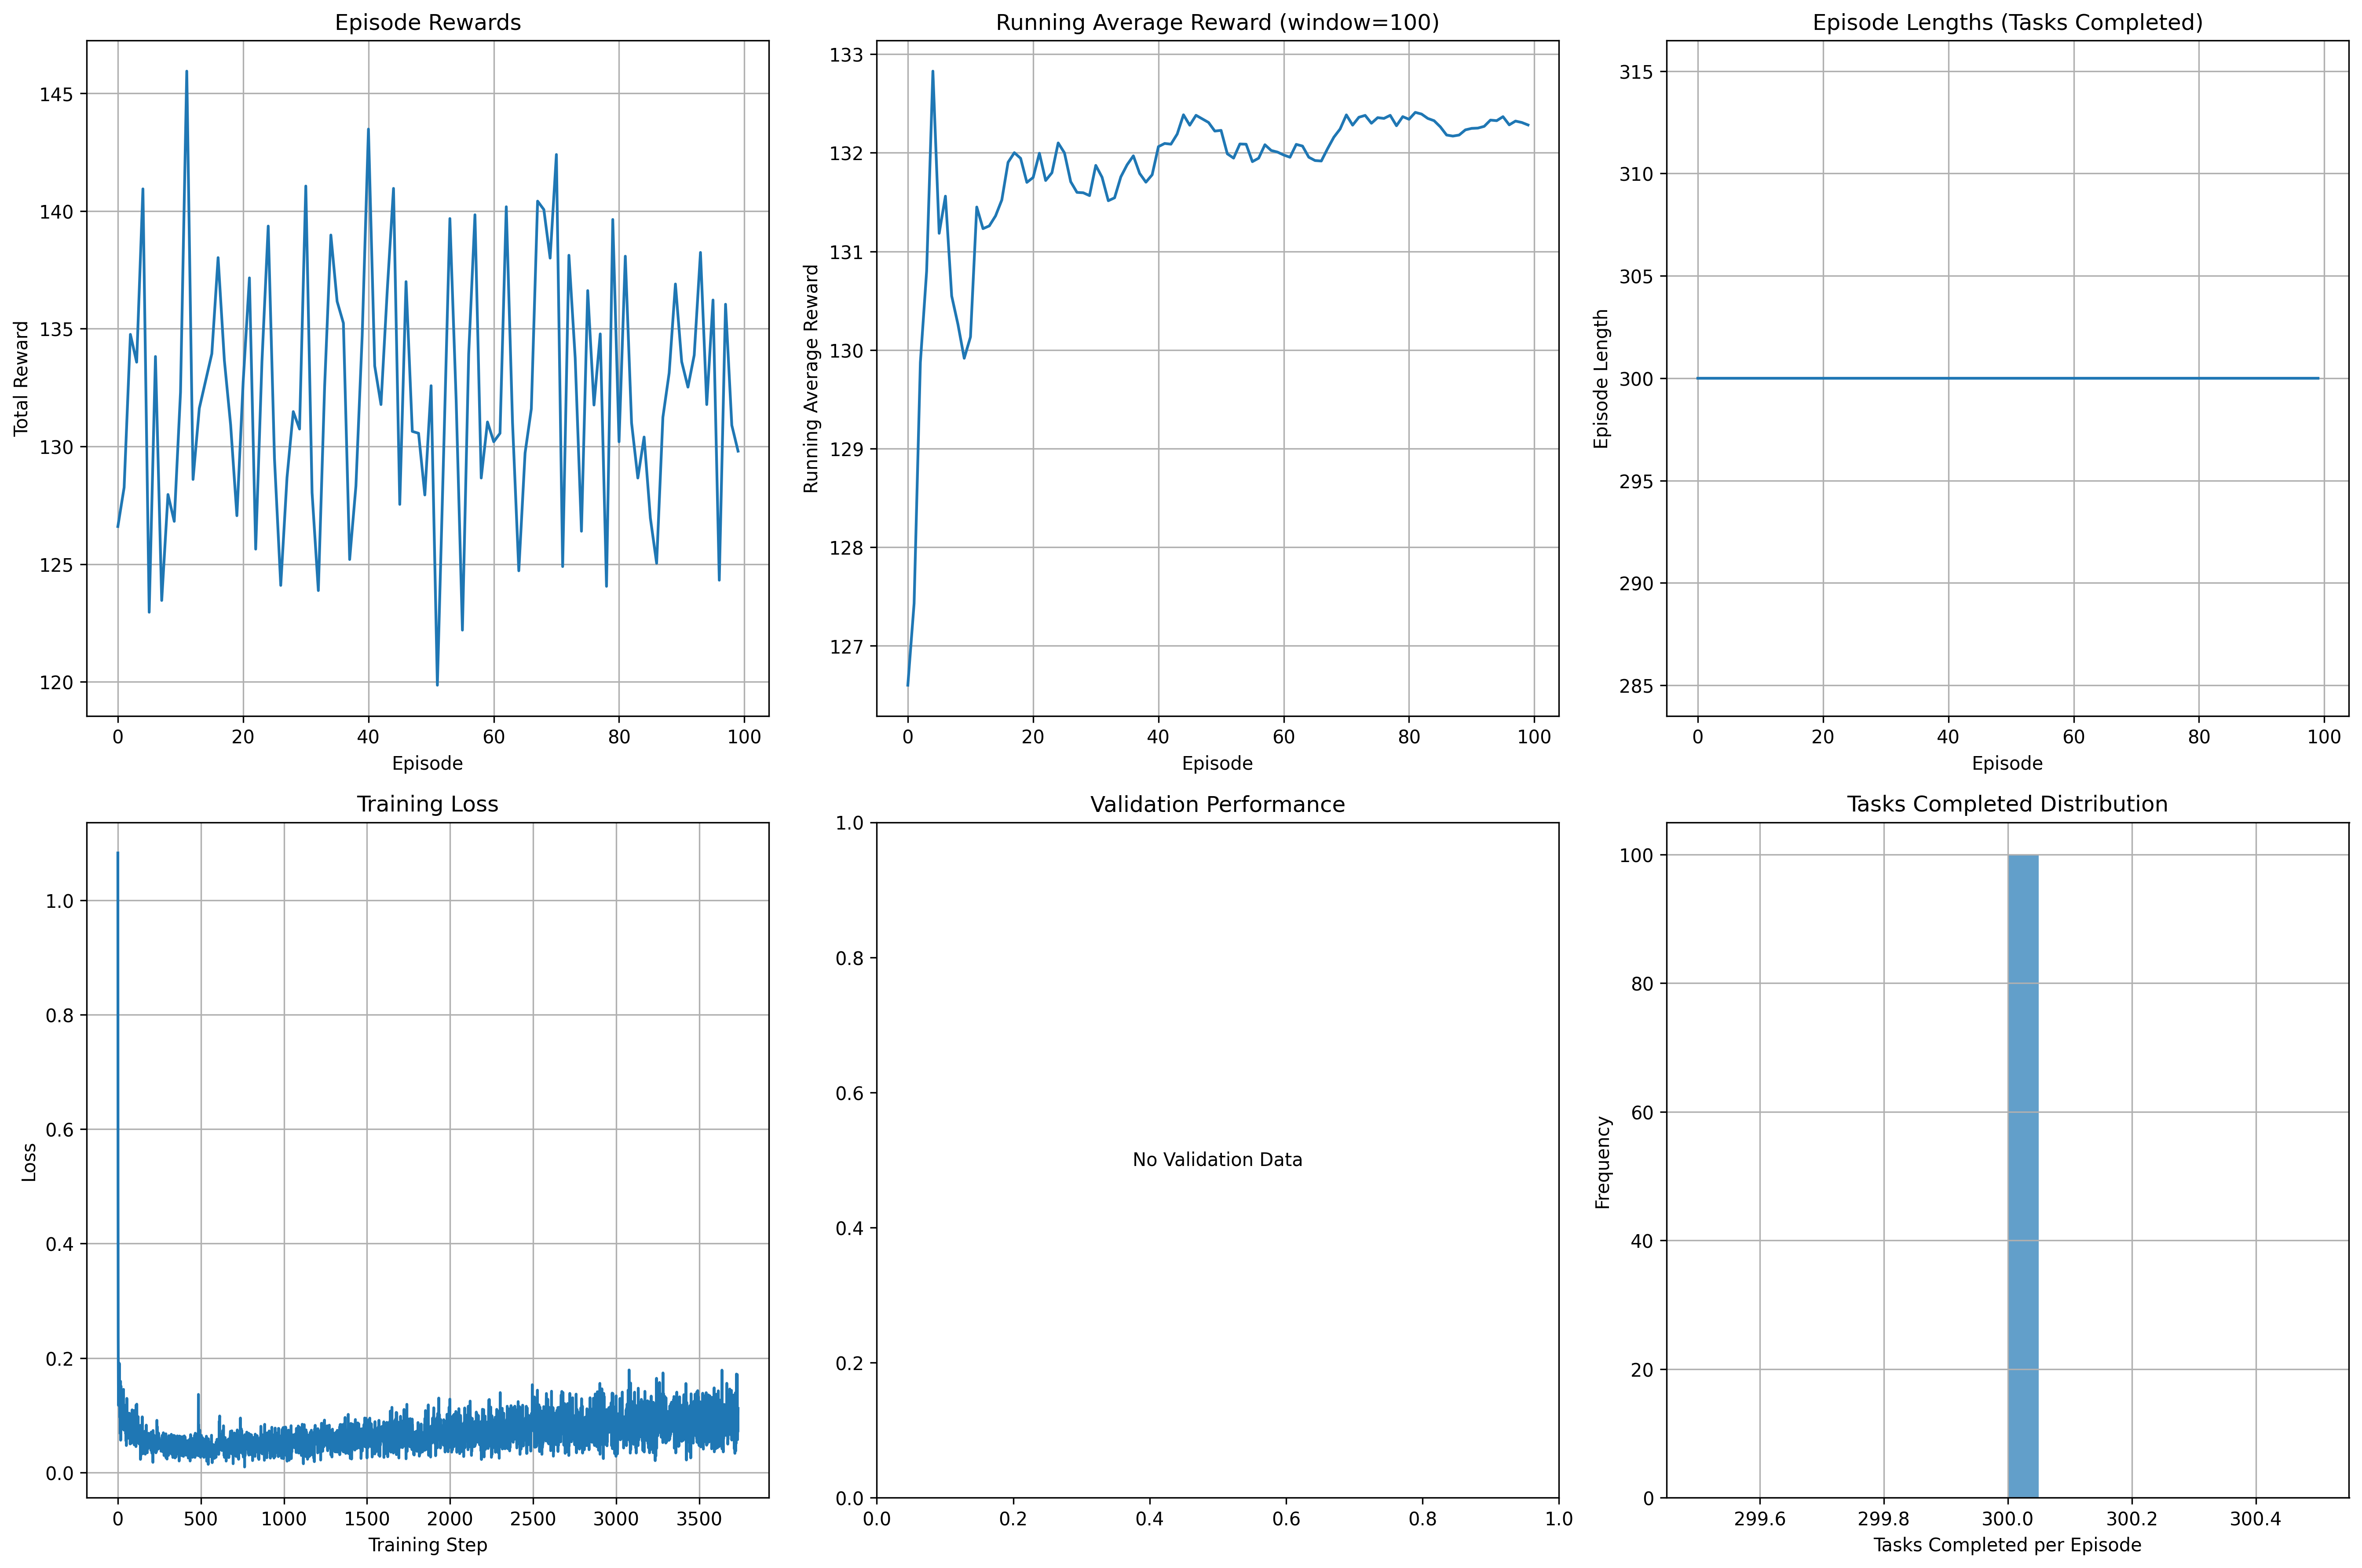 Episode Rewards
Total Reward
145
140
135
130
125
120
0 20 40 60 80 100
Episode
Running Average Reward (window=100)
Running Average Reward
133
132
131
130
129
128
127
0 20 40 60 80 100
Episode
Episode Lengths (Tasks Completed)
Episode Length
315
310
305
300
295
290
285
0 20 40 60 80 100
Episode
Training Loss
Loss
1.0
0.8
0.6
0.4
0.2
0.0
0 500 1000 1500 2000 2500 3000 3500
Training Step
Validation Performance
1.0
0.8
0.6
0.4
0.2
0.0
No Validation Data
0.0 0.2 0.4 0.6 0.8 1.0
Tasks Completed Distribution
Frequency
100
80
60
40
20
0
299.6 299.8 300.0 300.2 300.4
Tasks Completed per Episode